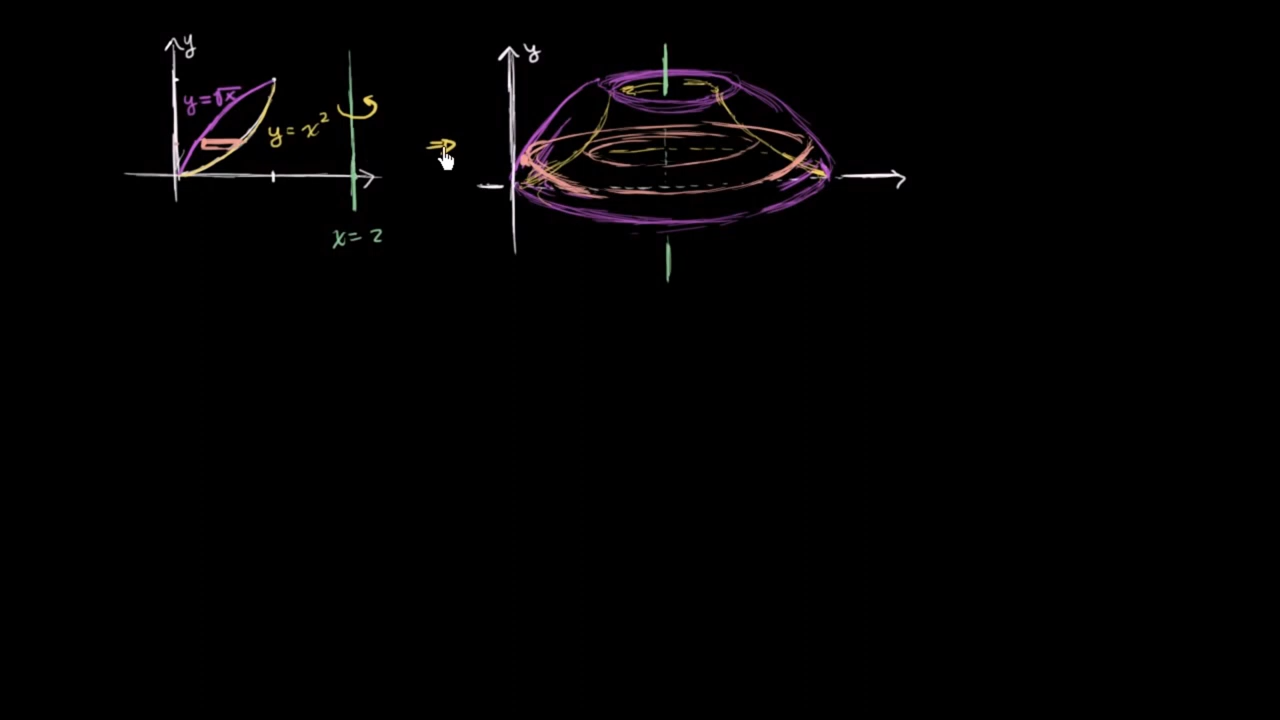 y
y
y = √x
y = x²
x = 2